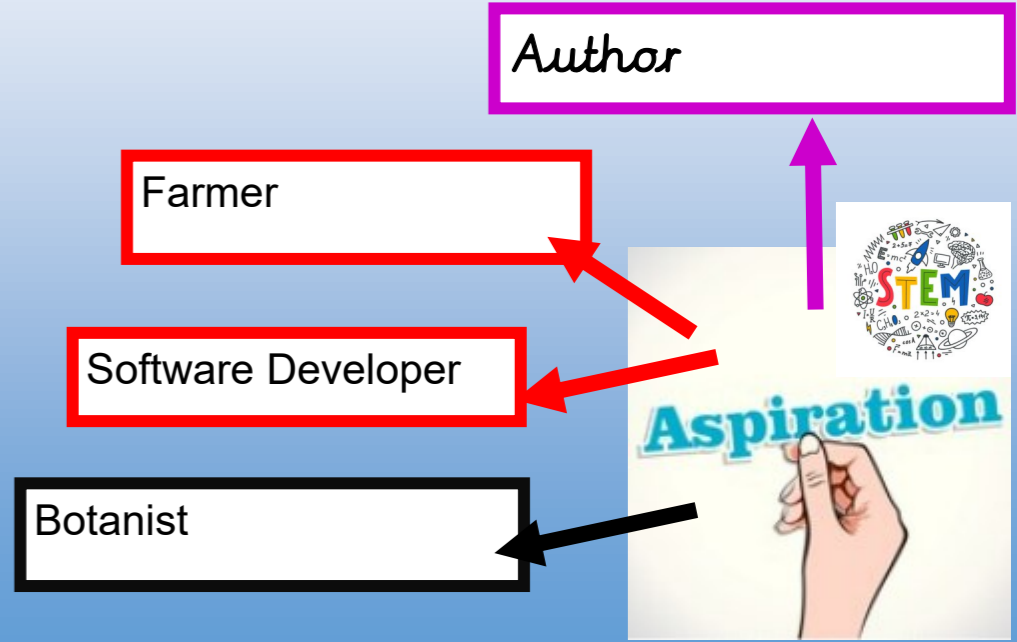 Author
Farmer
Software Developer
Botanist
STEM
Aspiration